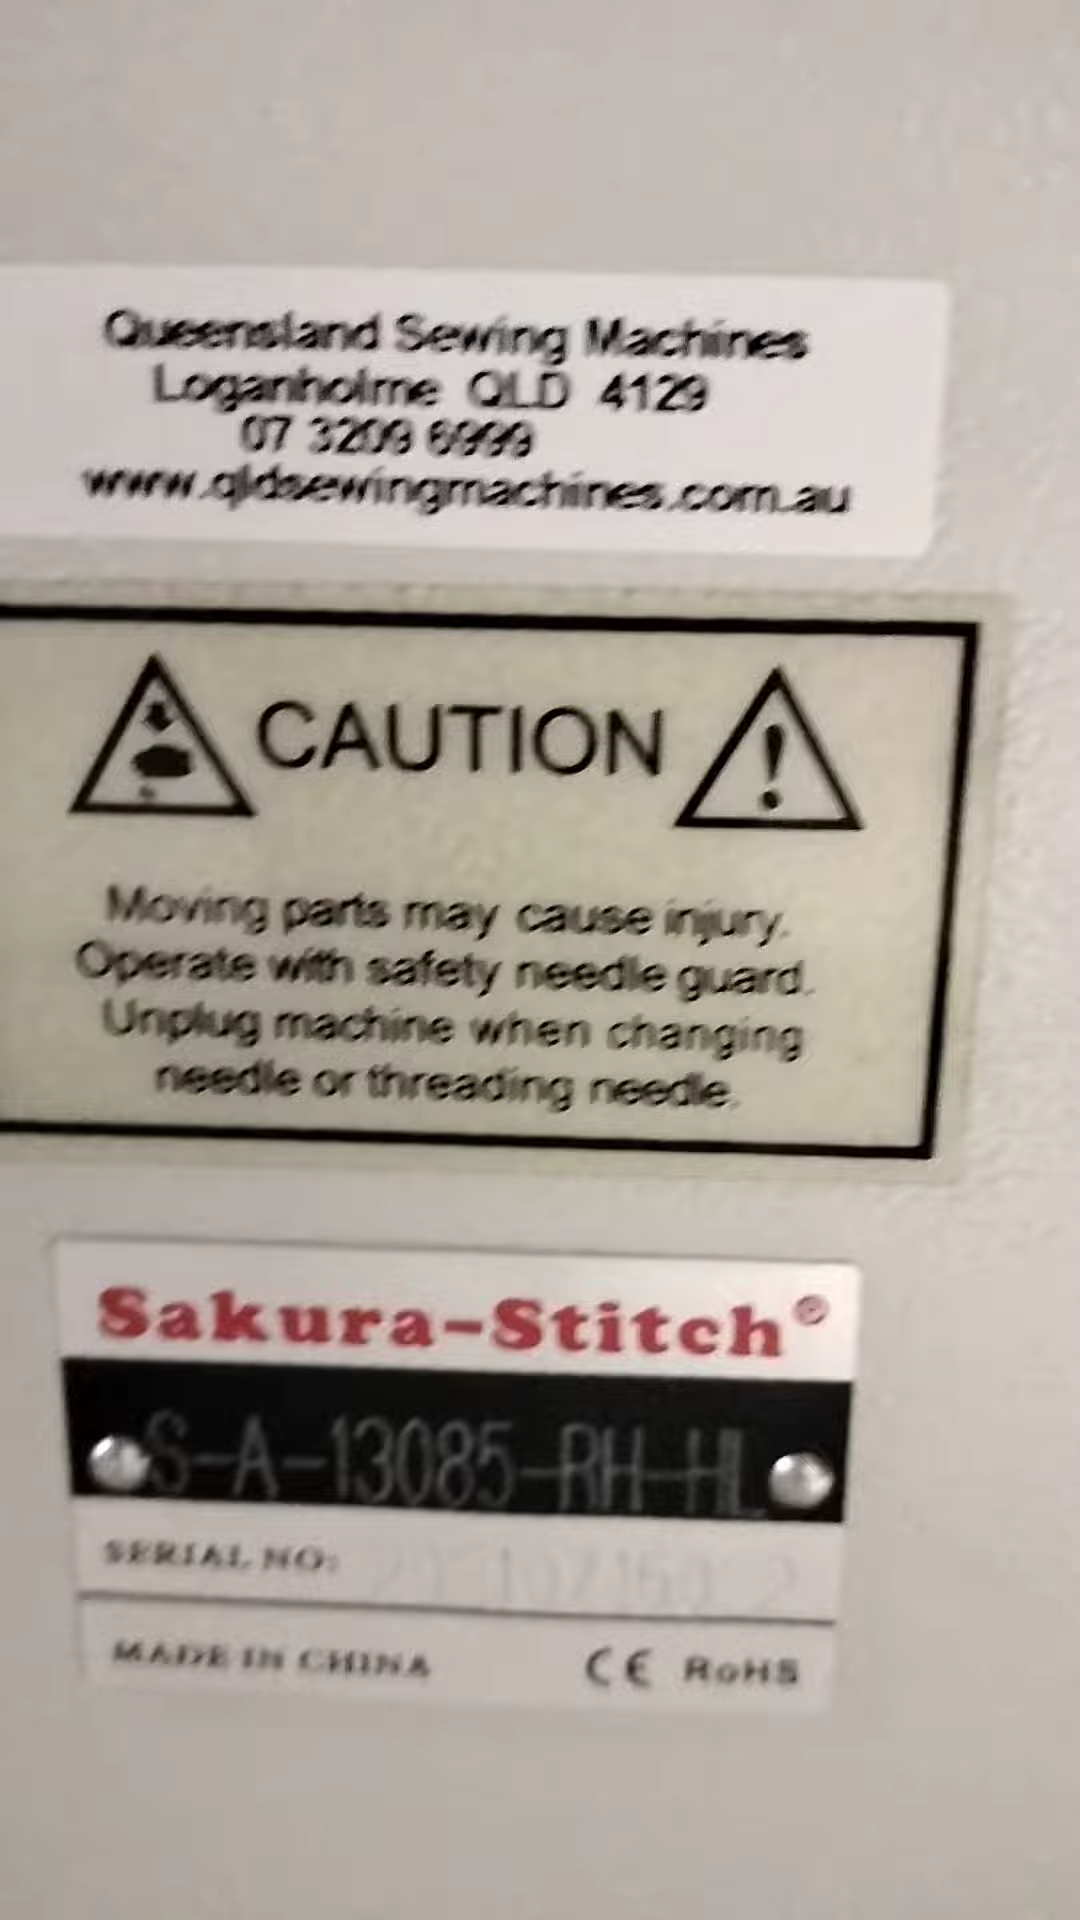 Queensland Sewing Machines
Loganholme QLD 4129
07 3209 6999
www.qldsewingmachines.com.au
CAUTION
Moving parts may cause injury.
Operate with safety needle guard.
Unplug machine when changing
needle or threading needle.
Sakura-Stitch®
S-A-13085-RH-HL
SERIAL NO:
MADE IN CHINA CE RoHS